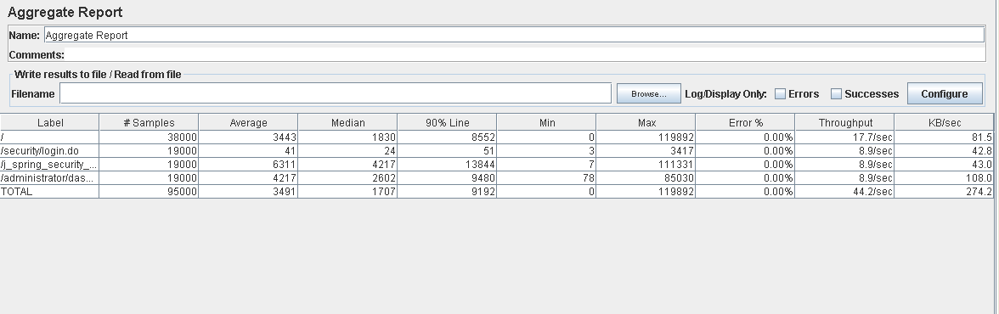 Aggregate Report
Name: Aggregate Report
Comments:
Write results to file / Read from file
Filename Browse... Log/Display Only: Errors Successes Configure
Label # Samples Average Median 90% Line Min Max Error % Throughput KB/sec
/ 38000 3443 1830 8552 0 119892 0.00% 17.7/sec 81.5
/security/login.do 19000 41 24 51 3 3417 0.00% 8.9/sec 42.8
/j_spring_security_... 19000 6311 4217 13844 7 111331 0.00% 8.9/sec 43.0
/administrator/das... 19000 4217 2602 9480 78 85030 0.00% 8.9/sec 108.0
TOTAL 95000 3491 1707 9192 0 119892 0.00% 44.2/sec 274.2